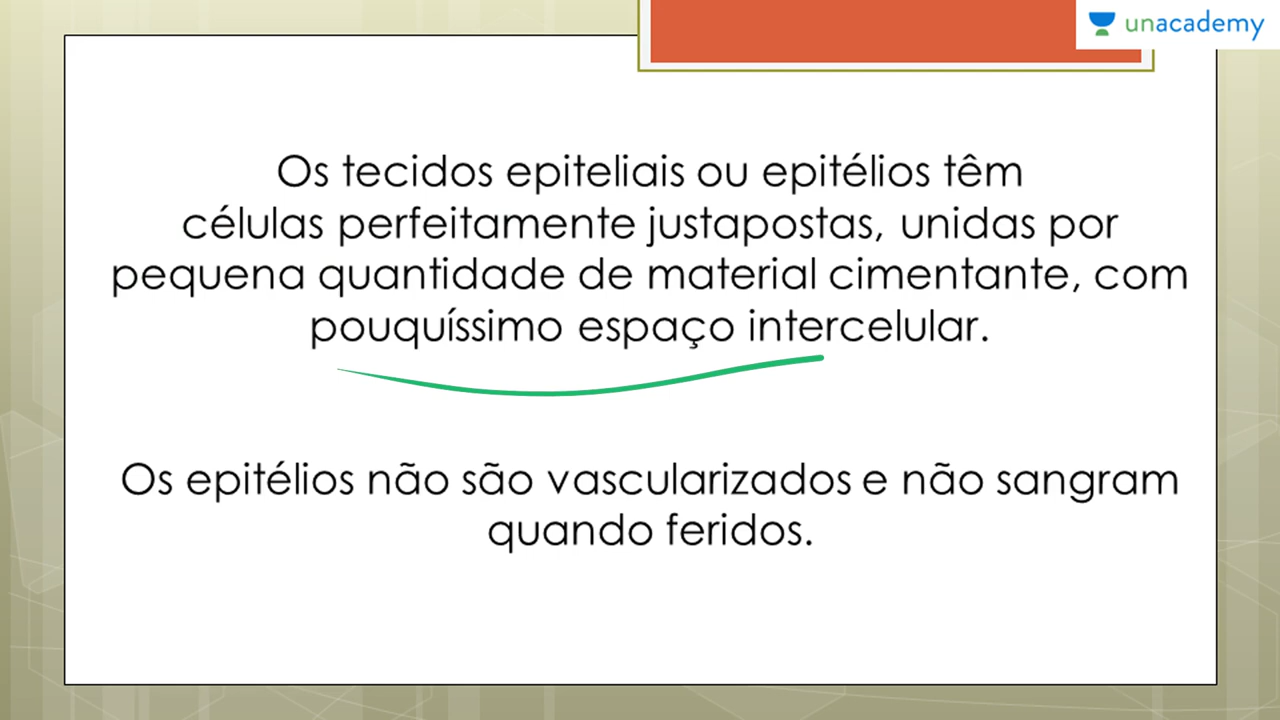 unacademy
Os tecidos epiteliais ou epitélios têm
células perfeitamente justapostas, unidas por
pequena quantidade de material cimentante, com
pouquíssimo espaço intercelular.
Os epitélios não são vascularizados e não sangram
quando feridos.